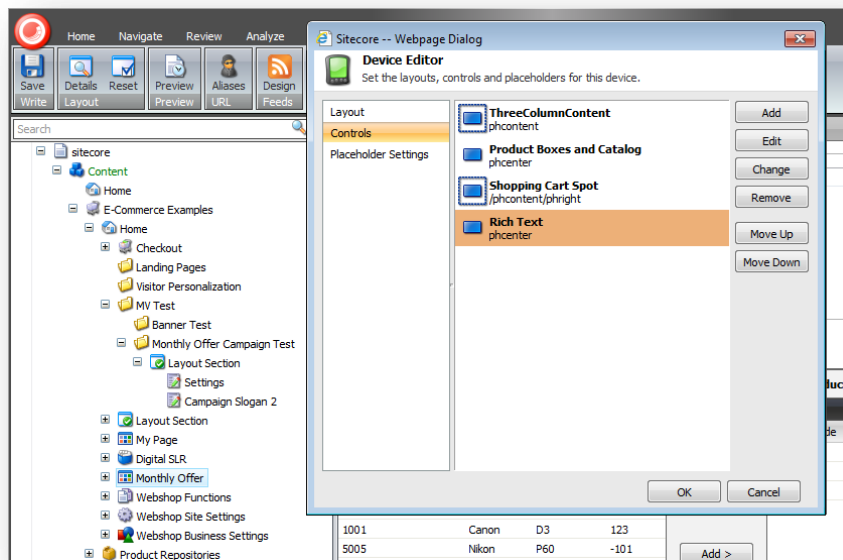 Home Navigate Review Analyze
Save Details Reset Preview Aliases Design
Write Layout Preview URL Feeds
Search
sitecore
Content
Home
E-Commerce Examples
Home
Checkout
Landing Pages
Visitor Personalization
MV Test
Banner Test
Monthly Offer Campaign Test
Layout Section
Settings
Campaign Slogan 2
Layout Section
My Page
Digital SLR
Monthly Offer
Webshop Functions
Webshop Site Settings
Webshop Business Settings
Product Repositories
Sitecore -- Webpage Dialog
Device Editor
Set the layouts, controls and placeholders for this device.
Layout
Controls
Placeholder Settings
ThreeColumnContent
phcontent
Product Boxes and Catalog
phcenter
Shopping Cart Spot
/phcontent/phright
Rich Text
phcenter
Add
Edit
Change
Remove
Move Up
Move Down
OK Cancel
1001 Canon D3 123
5005 Nikon P60 -101
Add >